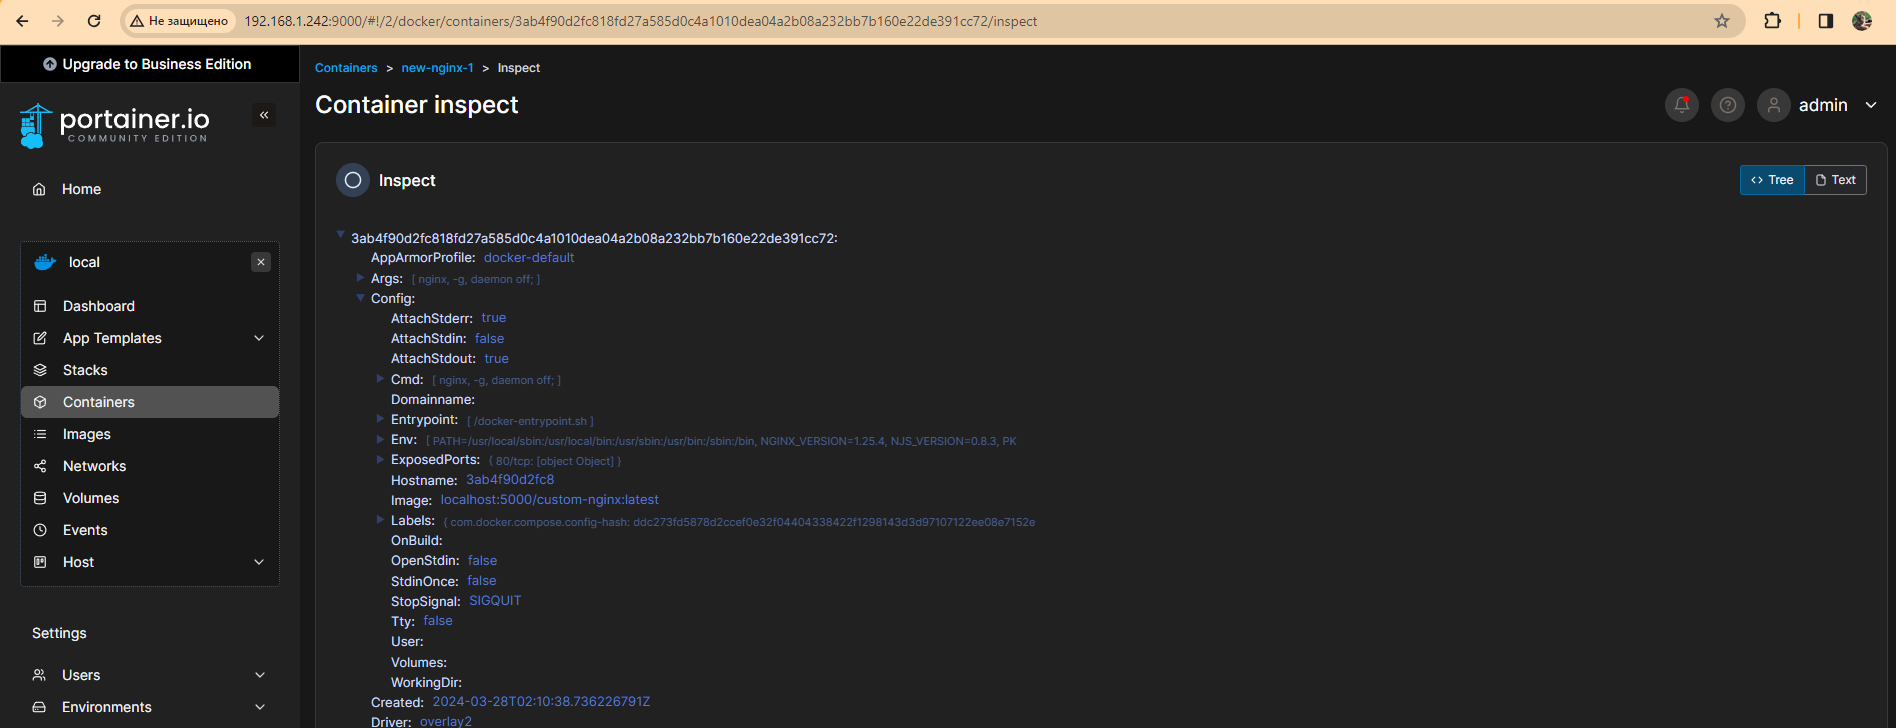 Не защищено 192.168.1.242:9000/#!/2/docker/containers/3ab4f90d2fc818fd27a585d0c4a1010dea04a2b08a232bb7b160e22de391cc72/inspect
Upgrade to Business Edition
portainer.io
COMMUNITY EDITION
Home
local
Dashboard
App Templates
Stacks
Containers
Images
Networks
Volumes
Events
Host
Settings
Users
Environments
Containers > new-nginx-1 > Inspect
Container inspect
admin
Inspect
Tree Text
3ab4f90d2fc818fd27a585d0c4a1010dea04a2b08a232bb7b160e22de391cc72:
AppArmorProfile: docker-default
Args: [ nginx, -g, daemon off; ]
Config:
AttachStderr: true
AttachStdin: false
AttachStdout: true
Cmd: [ nginx, -g, daemon off; ]
Domainname:
Entrypoint: [ /docker-entrypoint.sh ]
Env: [ PATH=/usr/local/sbin:/usr/local/bin:/usr/sbin:/usr/bin:/sbin:/bin, NGINX_VERSION=1.25.4, NJS_VERSION=0.8.3, PK
ExposedPorts: { 80/tcp: [object Object] }
Hostname: 3ab4f90d2fc8
Image: localhost:5000/custom-nginx:latest
Labels: { com.docker.compose.config-hash: ddc273fd5878d2ccef0e32f04404338422f1298143d3d97107122ee08e7152e
OnBuild:
OpenStdin: false
StdinOnce: false
StopSignal: SIGQUIT
Tty: false
User:
Volumes:
WorkingDir:
Created: 2024-03-28T02:10:38.736226791Z
Driver: overlay2